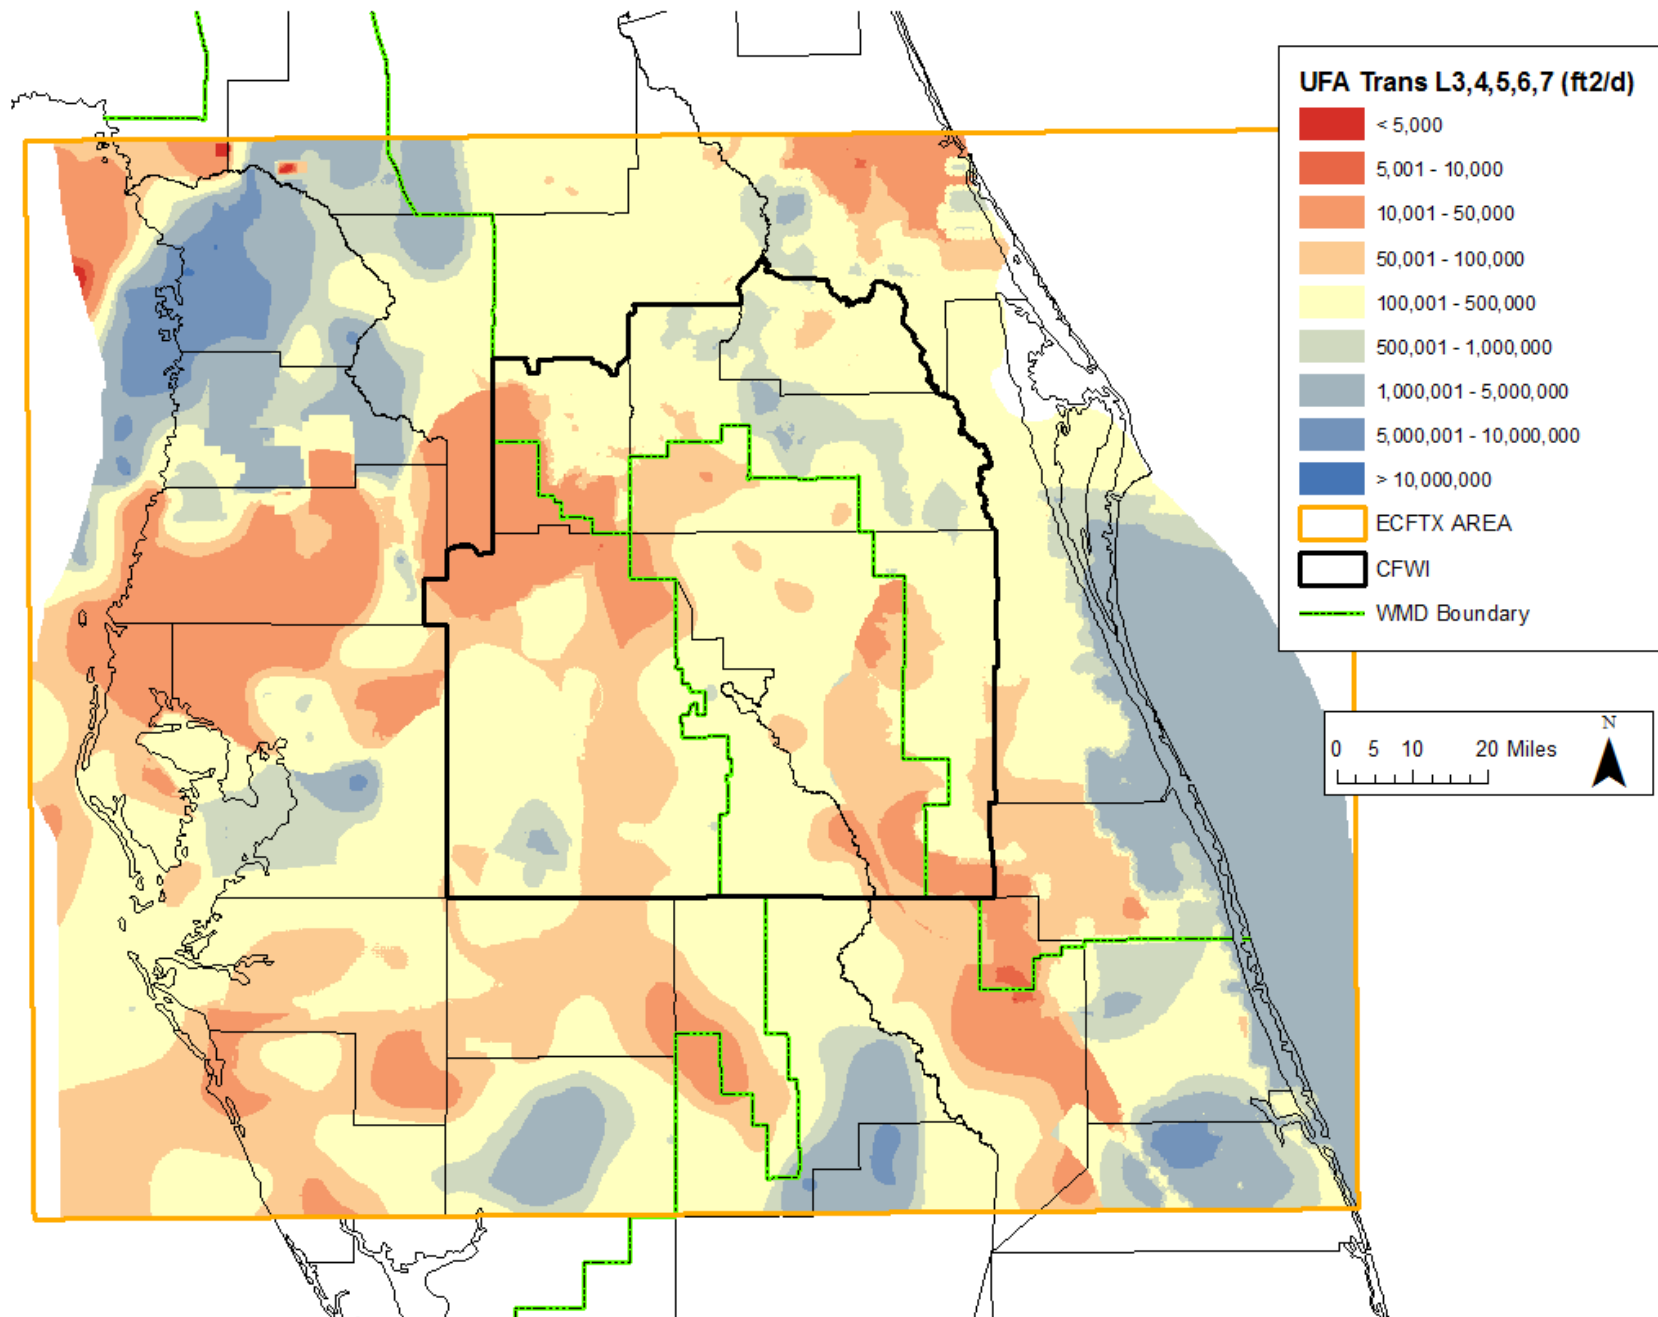 UFA Trans L3,4,5,6,7 (ft2/d)
< 5,000
5,001 - 10,000
10,001 - 50,000
50,001 - 100,000
100,001 - 500,000
500,001 - 1,000,000
1,000,001 - 5,000,000
5,000,001 - 10,000,000
> 10,000,000
ECFTX AREA
CFWI
WMD Boundary
N
0 5 10 20 Miles